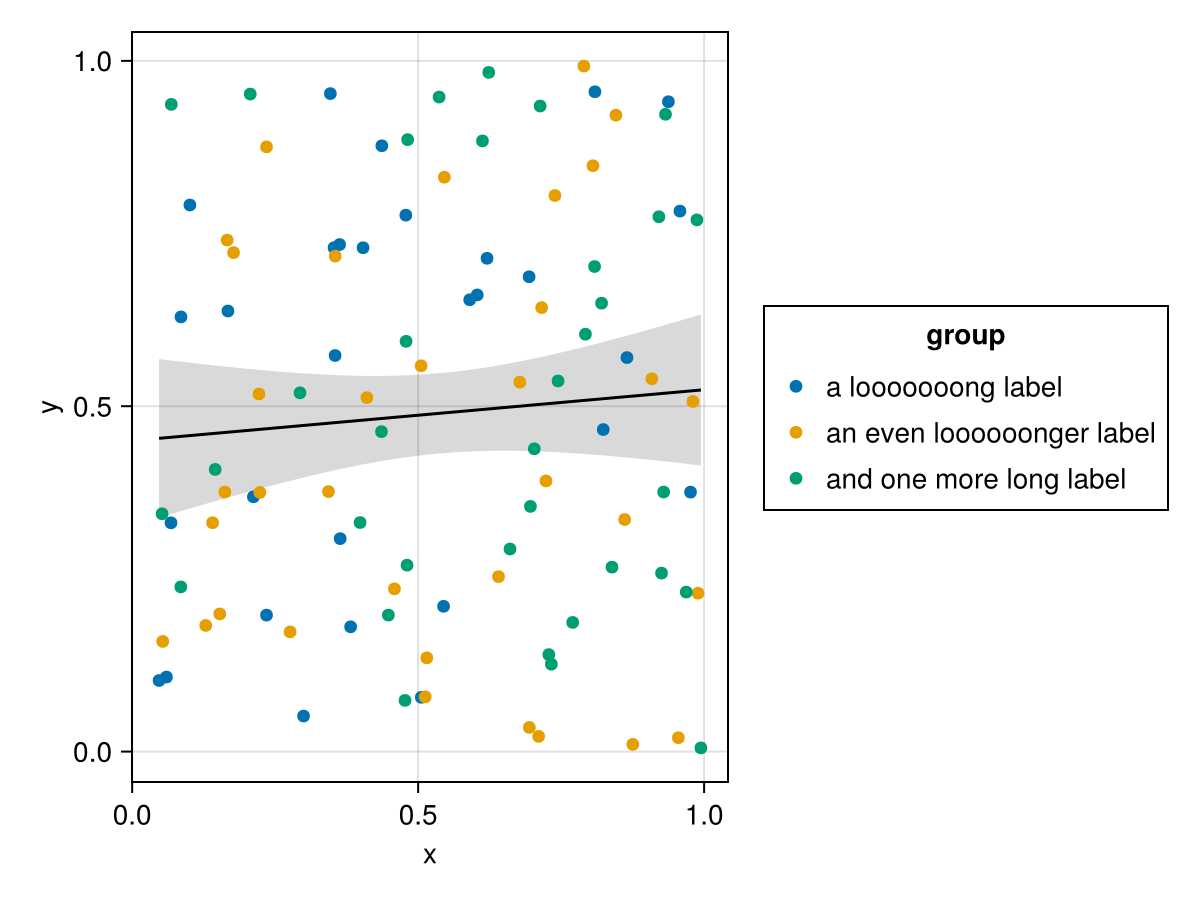 1.0
0.5
0.0
y
0.0 0.5 1.0
x
group
a looooooong label
an even loooooonger label
and one more long label